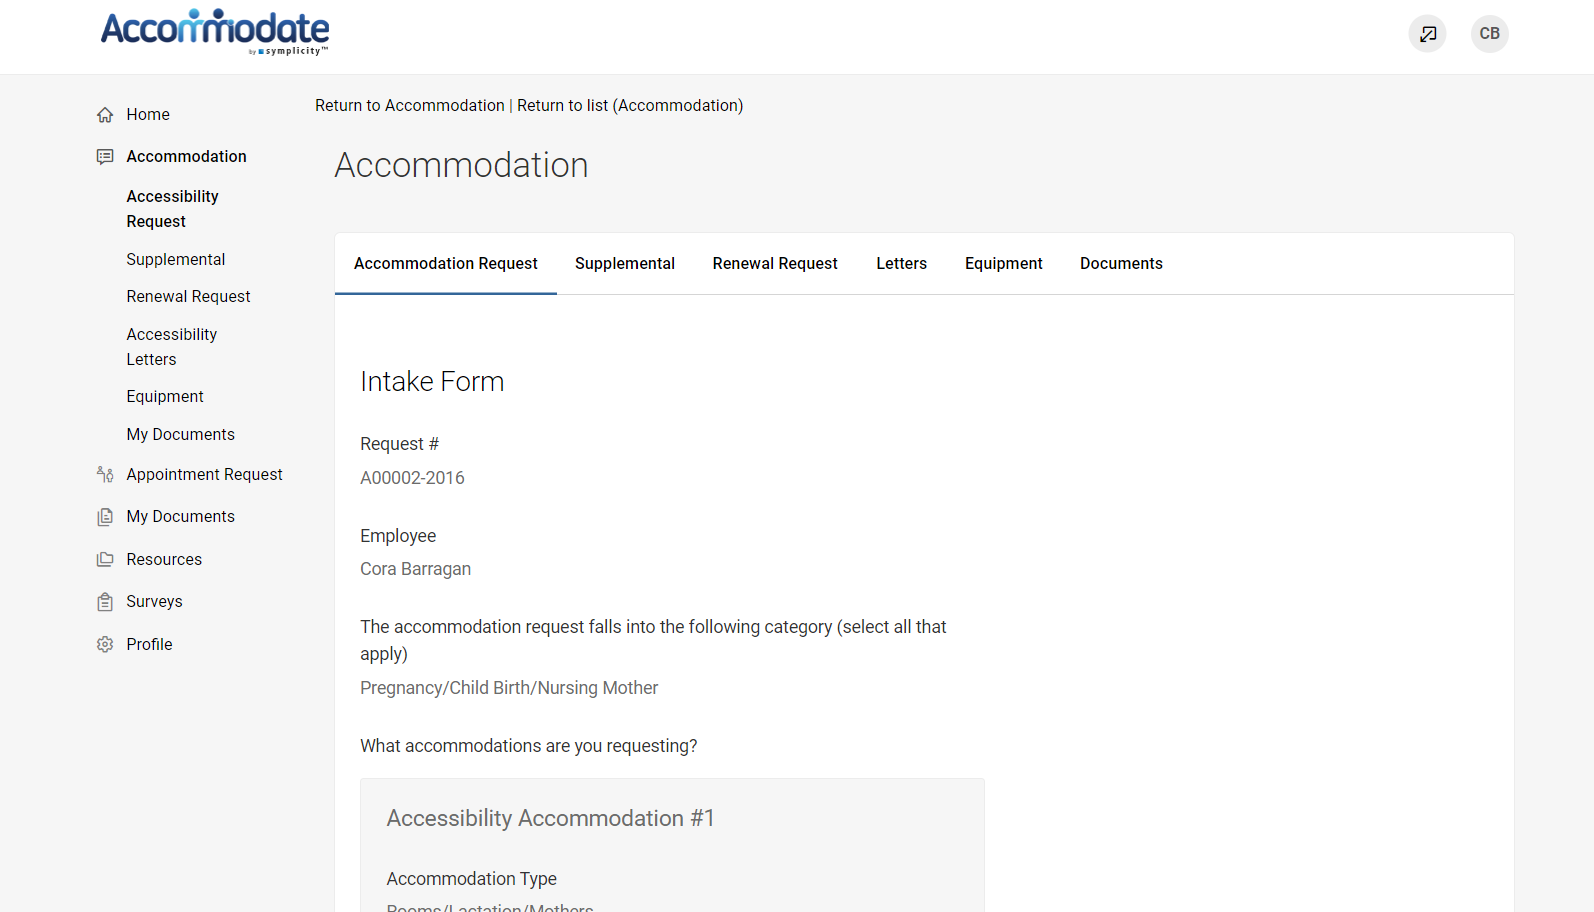 Accommodate
by symplicity™
CB
Home
Accommodation
Accessibility
Request
Supplemental
Renewal Request
Accessibility
Letters
Equipment
My Documents
Appointment Request
My Documents
Resources
Surveys
Profile
Return to Accommodation | Return to list (Accommodation)
Accommodation
Accommodation Request Supplemental Renewal Request Letters Equipment Documents
Intake Form
Request #
A00002-2016
Employee
Cora Barragan
The accommodation request falls into the following category (select all that
apply)
Pregnancy/Child Birth/Nursing Mother
What accommodations are you requesting?
Accessibility Accommodation #1
Accommodation Type
Rooms/Lactation/Mothers